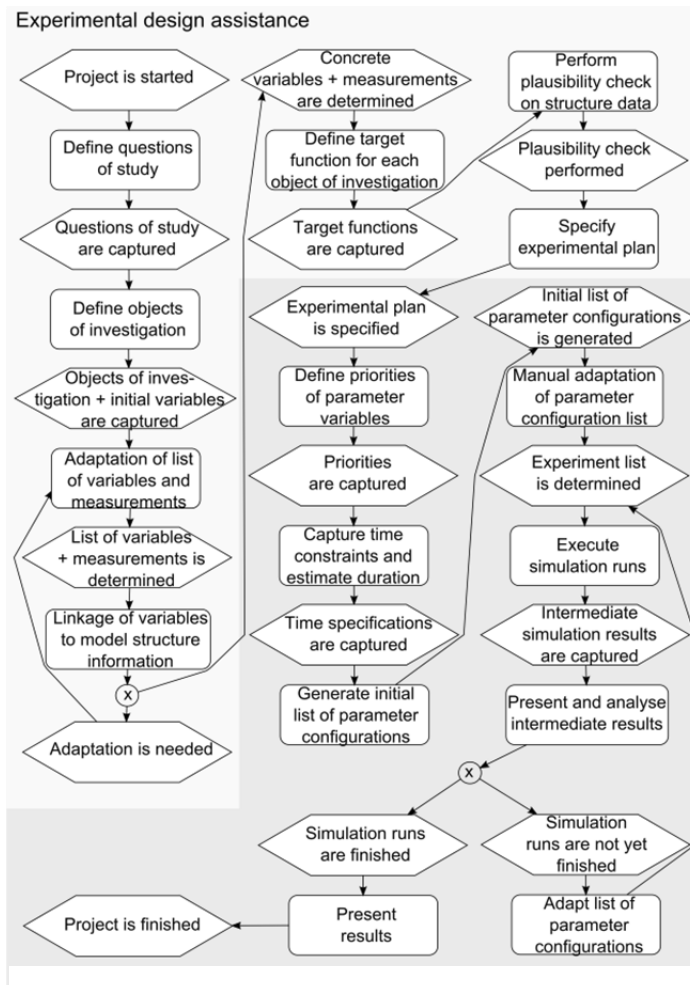 Experimental design assistance
Project is started
Define questions
of study
Questions of study
are captured
Define objects
of investigation
Objects of inves-
tigation + initial variables
are captured
Adaptation of list
of variables and
measurements
List of variables
+ measurements is
determined
Linkage of variables
to model structure
information
x
Adaptation is needed
Concrete
variables + measurements
are determined
Define target
function for each
object of investigation
Target functions
are captured
Perform
plausibility check
on structure data
Plausibility check
performed
Specify
experimental plan
Experimental plan
is specified
Define priorities
of parameter
variables
Priorities
are captured
Capture time
constraints and
estimate duration
Time specifications
are captured
Generate initial
list of parameter
configurations
Initial list of
parameter configurations
is generated
Manual adaptation
of parameter
configuration list
Experiment list
is determined
Execute
simulation runs
Intermediate
simulation results
are captured
Present and analyse
intermediate results
x
Simulation runs
are finished
Simulation
runs are not yet
finished
Adapt list of
parameter
configurations
Present
results
Project is finished